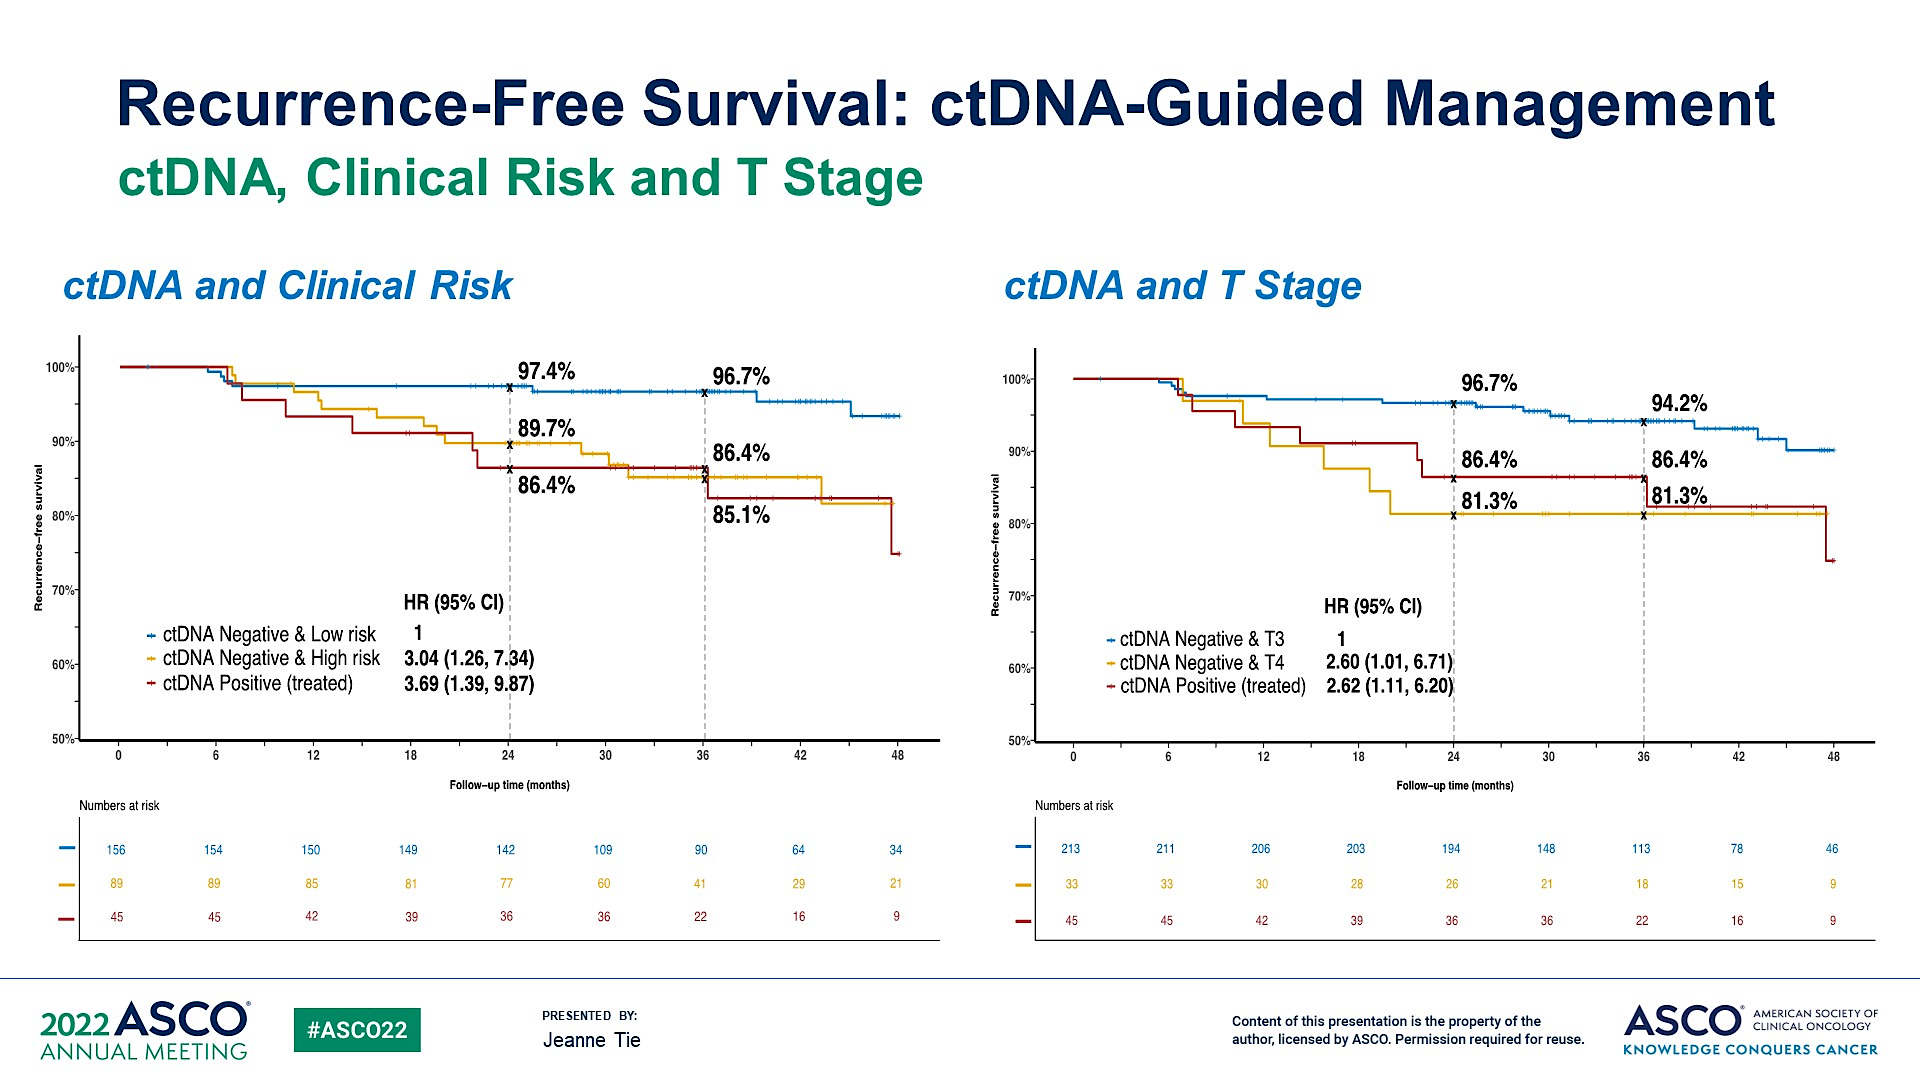 Recurrence-Free Survival: ctDNA-Guided Management
ctDNA, Clinical Risk and T Stage
ctDNA and Clinical Risk
Recurrence–free survival
100%
90%
80%
70%
60%
50%
97.4%
96.7%
89.7%
86.4%
86.4%
85.1%
HR (95% CI)
ctDNA Negative & Low risk 1
ctDNA Negative & High risk 3.04 (1.26, 7.34)
ctDNA Positive (treated) 3.69 (1.39, 9.87)
0 6 12 18 24 30 36 42 48
Follow–up time (months)
Numbers at risk
156 154 150 149 142 109 90 64 34
89 89 85 81 77 60 41 29 21
45 45 42 39 36 36 22 16 9
ctDNA and T Stage
Recurrence–free survival
100%
90%
80%
70%
60%
50%
96.7%
94.2%
86.4%
86.4%
81.3%
81.3%
HR (95% CI)
ctDNA Negative & T3 1
ctDNA Negative & T4 2.60 (1.01, 6.71)
ctDNA Positive (treated) 2.62 (1.11, 6.20)
0 6 12 18 24 30 36 42 48
Follow–up time (months)
Numbers at risk
213 211 206 203 194 148 113 78 46
33 33 30 28 26 21 18 15 9
45 45 42 39 36 36 22 16 9
2022 ASCO®
ANNUAL MEETING
#ASCO22
PRESENTED BY:
Jeanne Tie
Content of this presentation is the property of the
author, licensed by ASCO. Permission required for reuse.
ASCO®
AMERICAN SOCIETY OF
CLINICAL ONCOLOGY
KNOWLEDGE CONQUERS CANCER